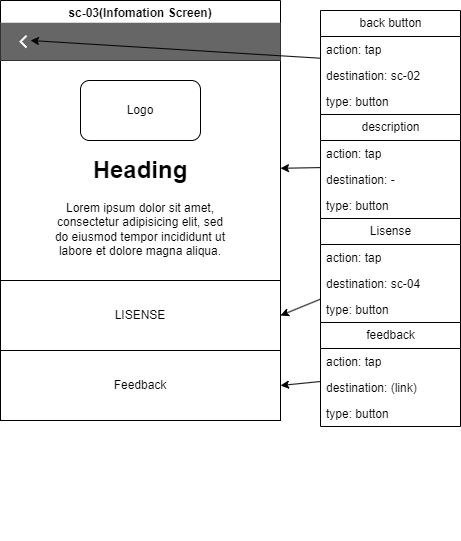 sc-03(Infomation Screen)
Logo
Heading
Lorem ipsum dolor sit amet,
consectetur adipisicing elit, sed
do eiusmod tempor incididunt ut
labore et dolore magna aliqua.
LISENSE
Feedback
back button
action: tap
destination: sc-02
type: button
description
action: tap
destination: -
type: button
Lisense
action: tap
destination: sc-04
type: button
feedback
action: tap
destination: (link)
type: button